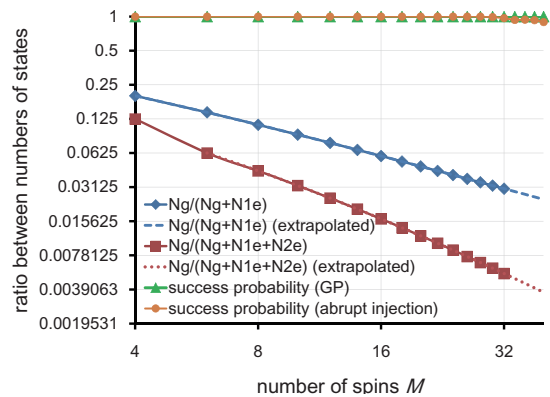 ratio between numbers of states
1
0.5
0.25
0.125
0.0625
0.03125
0.015625
0.0078125
0.0039063
0.0019531
Ng/(Ng+N1e)
Ng/(Ng+N1e) (extrapolated)
Ng/(Ng+N1e+N2e)
Ng/(Ng+N1e+N2e) (extrapolated)
success probability (GP)
success probability (abrupt injection)
4 8 16 32
number of spins M